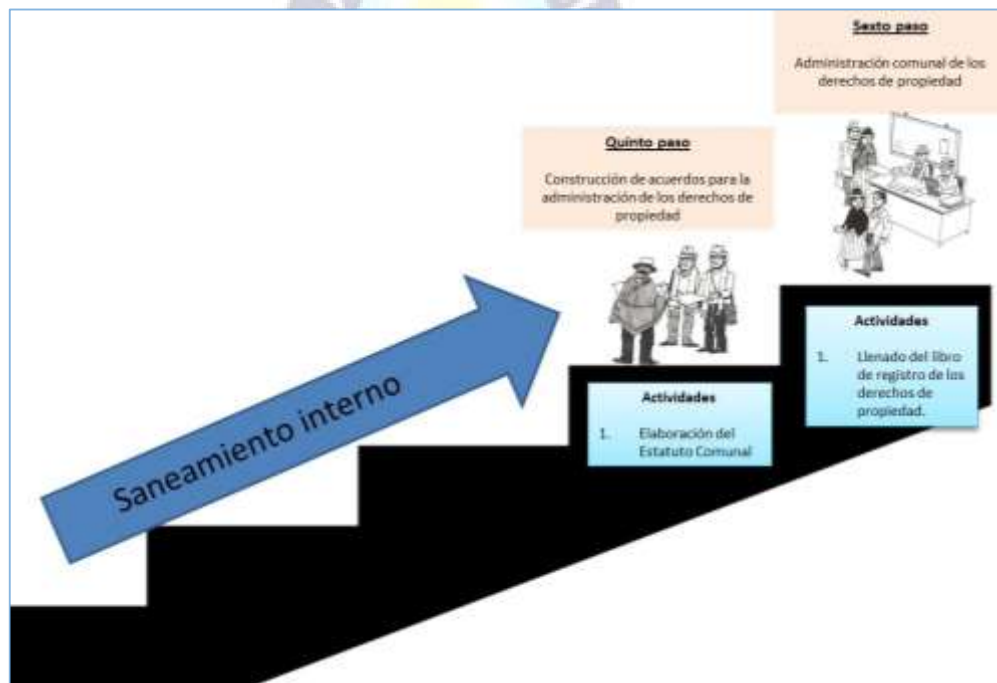 Sexto paso
Administración comunal de los
derechos de propiedad
Quinto paso
Construcción de acuerdos para la
administración de los derechos de
propiedad
Saneamiento interno
Actividades
1. Elaboración del
Estatuto Comunal
Actividades
1. Llenado del libro
de registro de los
derechos de
propiedad.